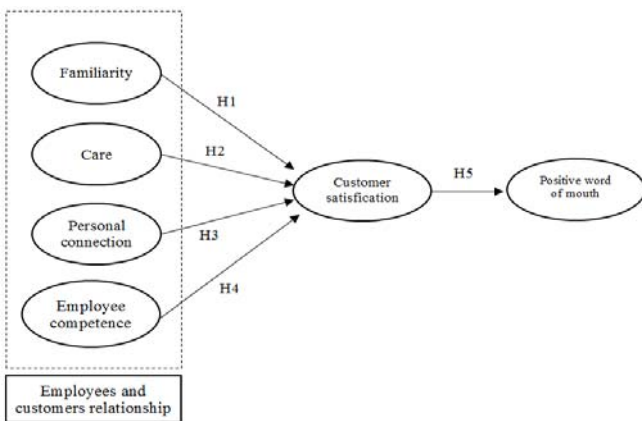 Familiarity
H1
Care
H2
Customer
satisfication
H5
Positive word
of mouth
Personal
connection
H3
Employee
competence
H4
Employees and
customers relationship